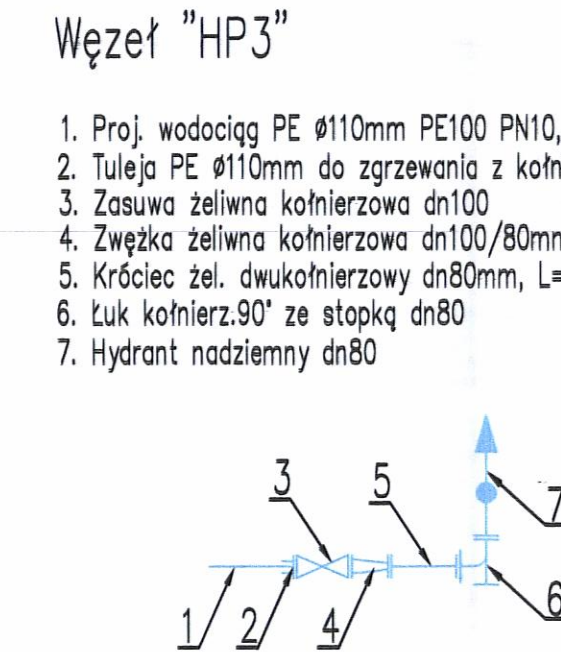 Węzeł "HP3"
1. Proj. wodociąg PE ø110mm PE100 PN10,
2. Tuleja PE ø110mm do zgrzewania z kołn
3. Zasuwa żeliwna kołnierzowa dn100
4. Zwężka żeliwna kołnierzowa dn100/80mm
5. Króciec żel. dwukołnierzowy dn80mm, L=
6. Łuk kołnierz.90° ze stopką dn80
7. Hydrant nadziemny dn80
3 5 7
1 2 4 6